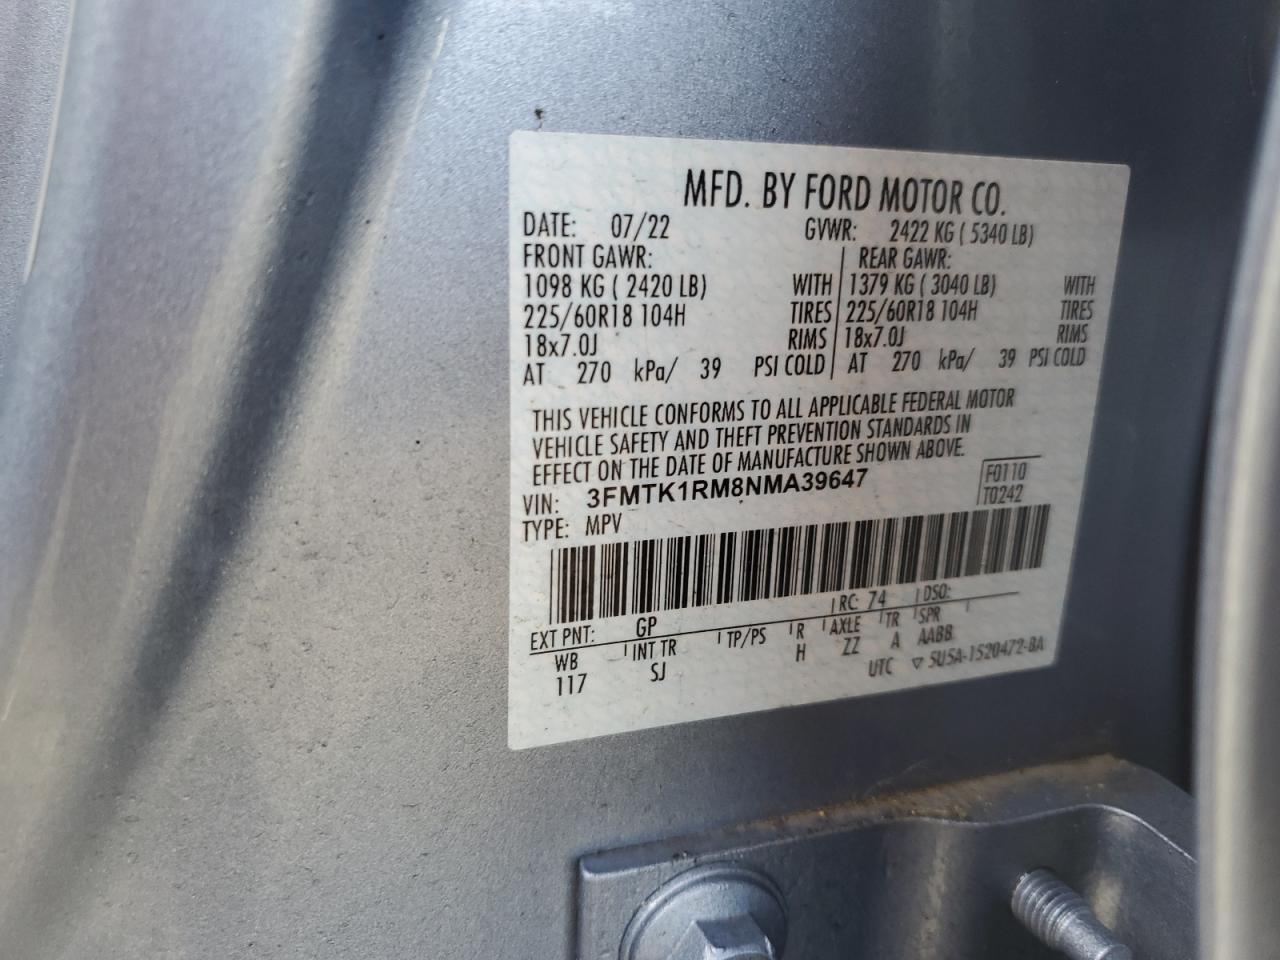 MFD. BY FORD MOTOR CO.
DATE: 07/22 GVWR: 2422 KG ( 5340 LB)
FRONT GAWR: REAR GAWR:
1098 KG ( 2420 LB) WITH 1379 KG ( 3040 LB) WITH
225/60R18 104H TIRES 225/60R18 104H TIRES
18x7.0J RIMS 18x7.0J RIMS
AT 270 kPa/ 39 PSI COLD AT 270 kPa/ 39 PSI COLD
THIS VEHICLE CONFORMS TO ALL APPLICABLE FEDERAL MOTOR
VEHICLE SAFETY AND THEFT PREVENTION STANDARDS IN
EFFECT ON THE DATE OF MANUFACTURE SHOWN ABOVE.
VIN: 3FMTK1RM8NMA39647 F0110
TYPE: MPV T0242
RC: 74 DSO:
EXT PNT: GP
WB INT TR TP/PS R AXLE TR SPR
117 SJ H ZZ A AABB
UTC ▽ 5U5A-1520472-BA